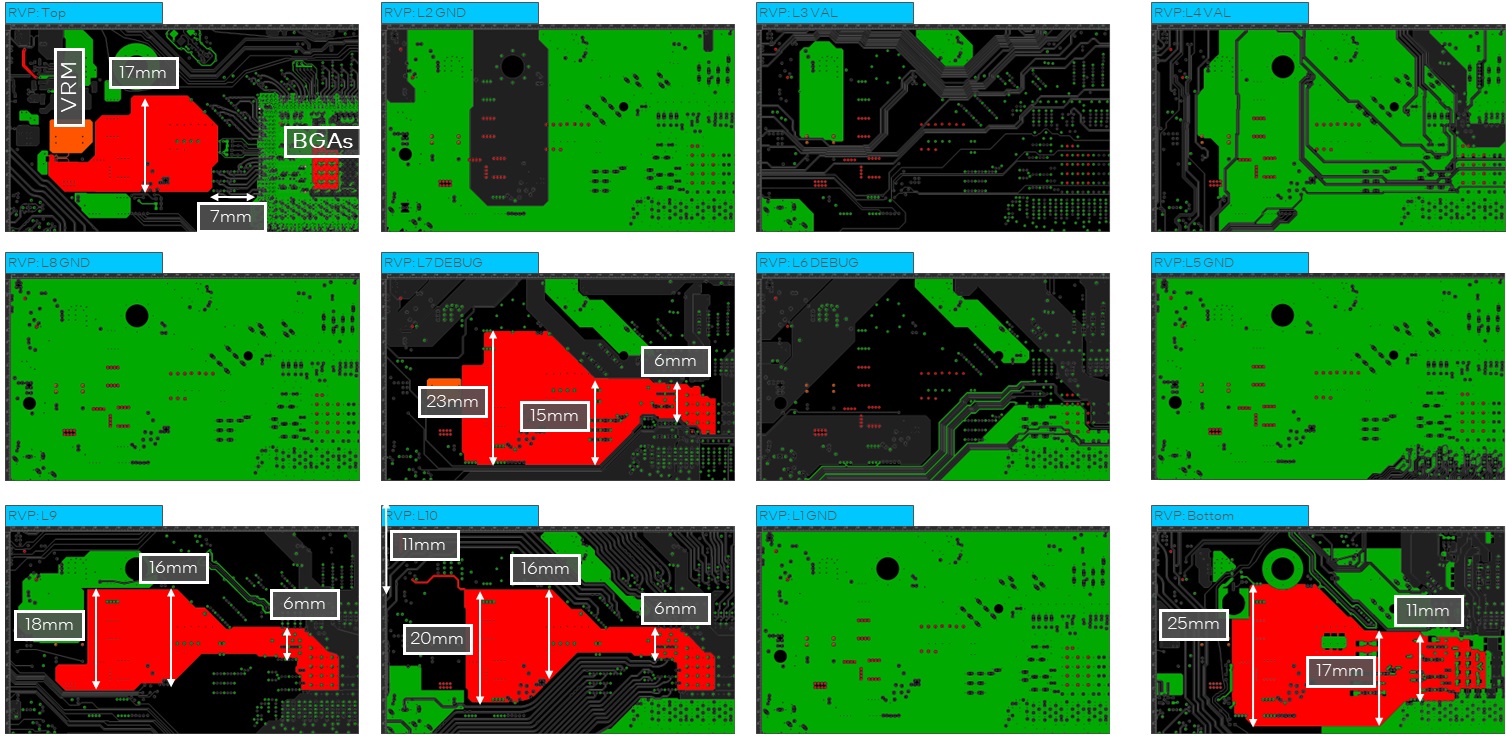 RVP: Top
RVP: L2 GND
RVP: L3 VAL
RVP: L4 VAL
VRM
17mm
BGAs
7mm
RVP: L8 GND
RVP: L7 DEBUG
RVP: L6 DEBUG
RVP: L5 GND
6mm
23mm
15mm
RVP: L9
RVP: L10
RVP: L1 GND
RVP: Bottom
16mm
6mm
18mm
11mm
16mm
6mm
20mm
25mm
11mm
17mm